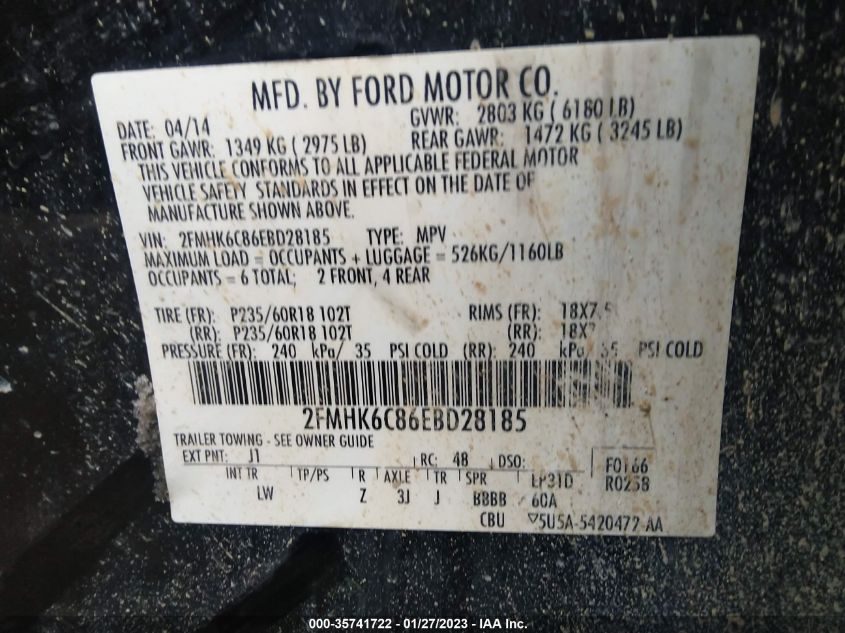 MFD. BY FORD MOTOR CO.
DATE: 04/14 GVWR: 2803 KG ( 6180 LB)
FRONT GAWR: 1349 KG ( 2975 LB) REAR GAWR: 1472 KG ( 3245 LB)
THIS VEHICLE CONFORMS TO ALL APPLICABLE FEDERAL MOTOR
VEHICLE SAFETY STANDARDS IN EFFECT ON THE DATE OF
MANUFACTURE SHOWN ABOVE.
VIN: 2FMHK6C86EBD28185 TYPE: MPV
MAXIMUM LOAD = OCCUPANTS + LUGGAGE = 526KG/1160LB
OCCUPANTS = 6 TOTAL; 2 FRONT, 4 REAR
TIRE (FR): P235/60R18 102T RIMS (FR): 18X7.5
(RR): P235/60R18 102T (RR): 18X7
PRESSURE (FR): 240 kPa/ 35 PSI COLD (RR): 240 kPa/ 35 PSI COLD
2FMHK6C86EBD28185
TRAILER TOWING - SEE OWNER GUIDE
EXT PNT: J1 RC: 48 DSO: F0166
INT TR TP/PS R AXLE TR SPR LP31D R0258
LW Z 3J J BBBB 60A
CBU ▽5U5A-5420472-AA
000-35741722 - 01/27/2023 - IAA Inc.